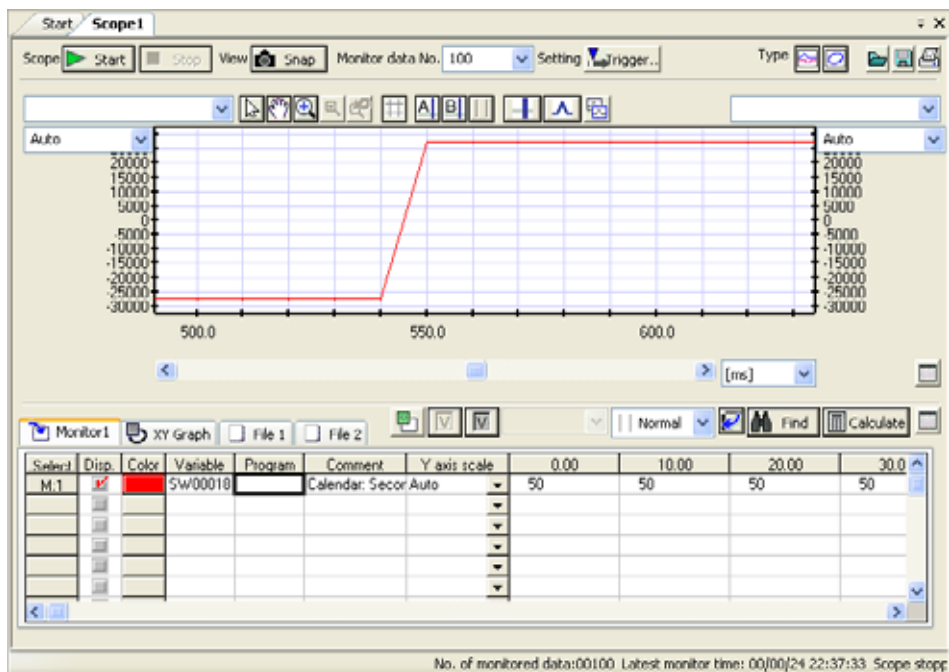 Start Scope1
Scope Start Stop View Snap Monitor data No. 100 Setting Trigger.. Type
Auto Auto
20000 20000
15000 15000
10000 10000
5000 5000
0 0
-5000 -5000
-10000 -10000
-15000 -15000
-20000 -20000
-25000 -25000
-30000 -30000
500.0 550.0 600.0
[ms]
Monitor1 XY Graph File 1 File 2 Normal Find Calculate
Select Disp. Color Variable Program Comment Y axis scale 0.00 10.00 20.00 30.0
M:1 SW00018 Calendar: Secor Auto 50 50 50 50
No. of monitored data:00100 Latest monitor time: 00/00/24 22:37:33 Scope stopp